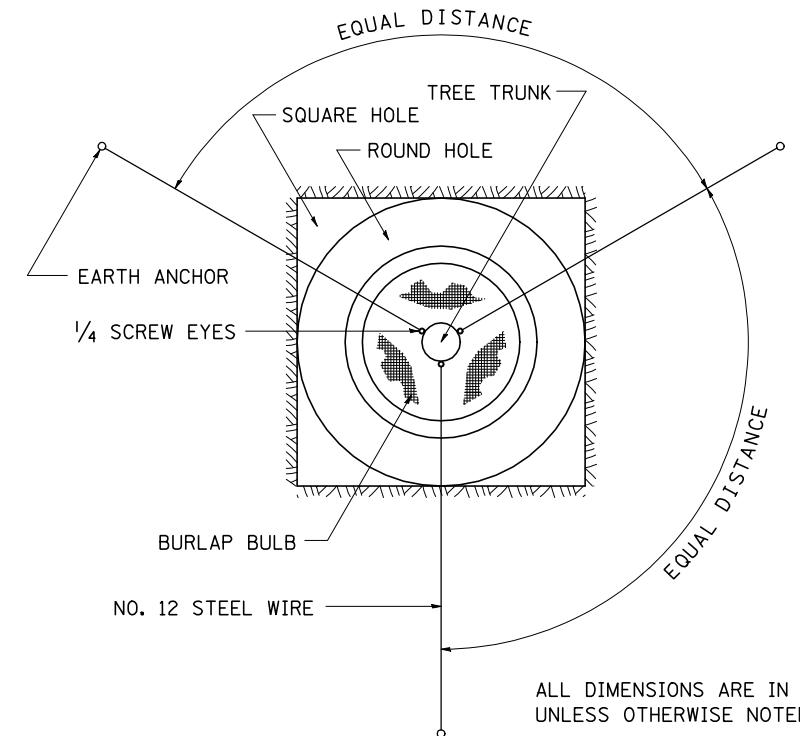 EQUAL DISTANCE
TREE TRUNK
SQUARE HOLE
ROUND HOLE
EARTH ANCHOR
1/4 SCREW EYES
EQUAL DISTANCE
BURLAP BULB
NO. 12 STEEL WIRE
ALL DIMENSIONS ARE IN
UNLESS OTHERWISE